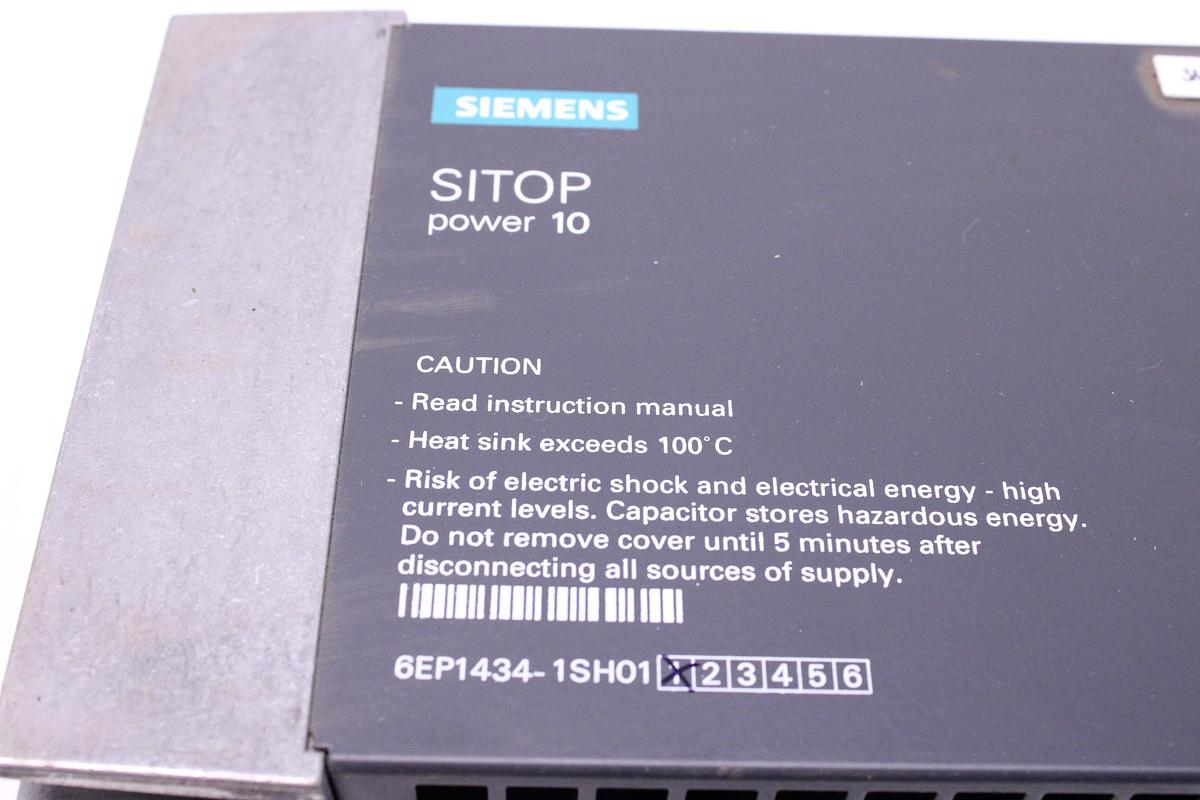 SIEMENS
SITOP
power 10
CAUTION
- Read instruction manual
- Heat sink exceeds 100°C
- Risk of electric shock and electrical energy - high
current levels. Capacitor stores hazardous energy.
Do not remove cover until 5 minutes after
disconnecting all sources of supply.
6EP1434-1SH01 1 2 3 4 5 6